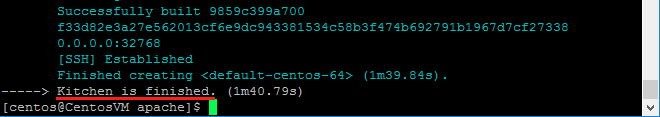 Successfully built 9859c399a700
f33d82e3a27e562013cf6e9dc943381534c58b3f474b692791b1967d7cf27338
0.0.0.0:32768
[SSH] Established
Finished creating <default-centos-64> (1m39.84s).
-----> Kitchen is finished. (1m40.79s)
[centos@CentosVM apache]$